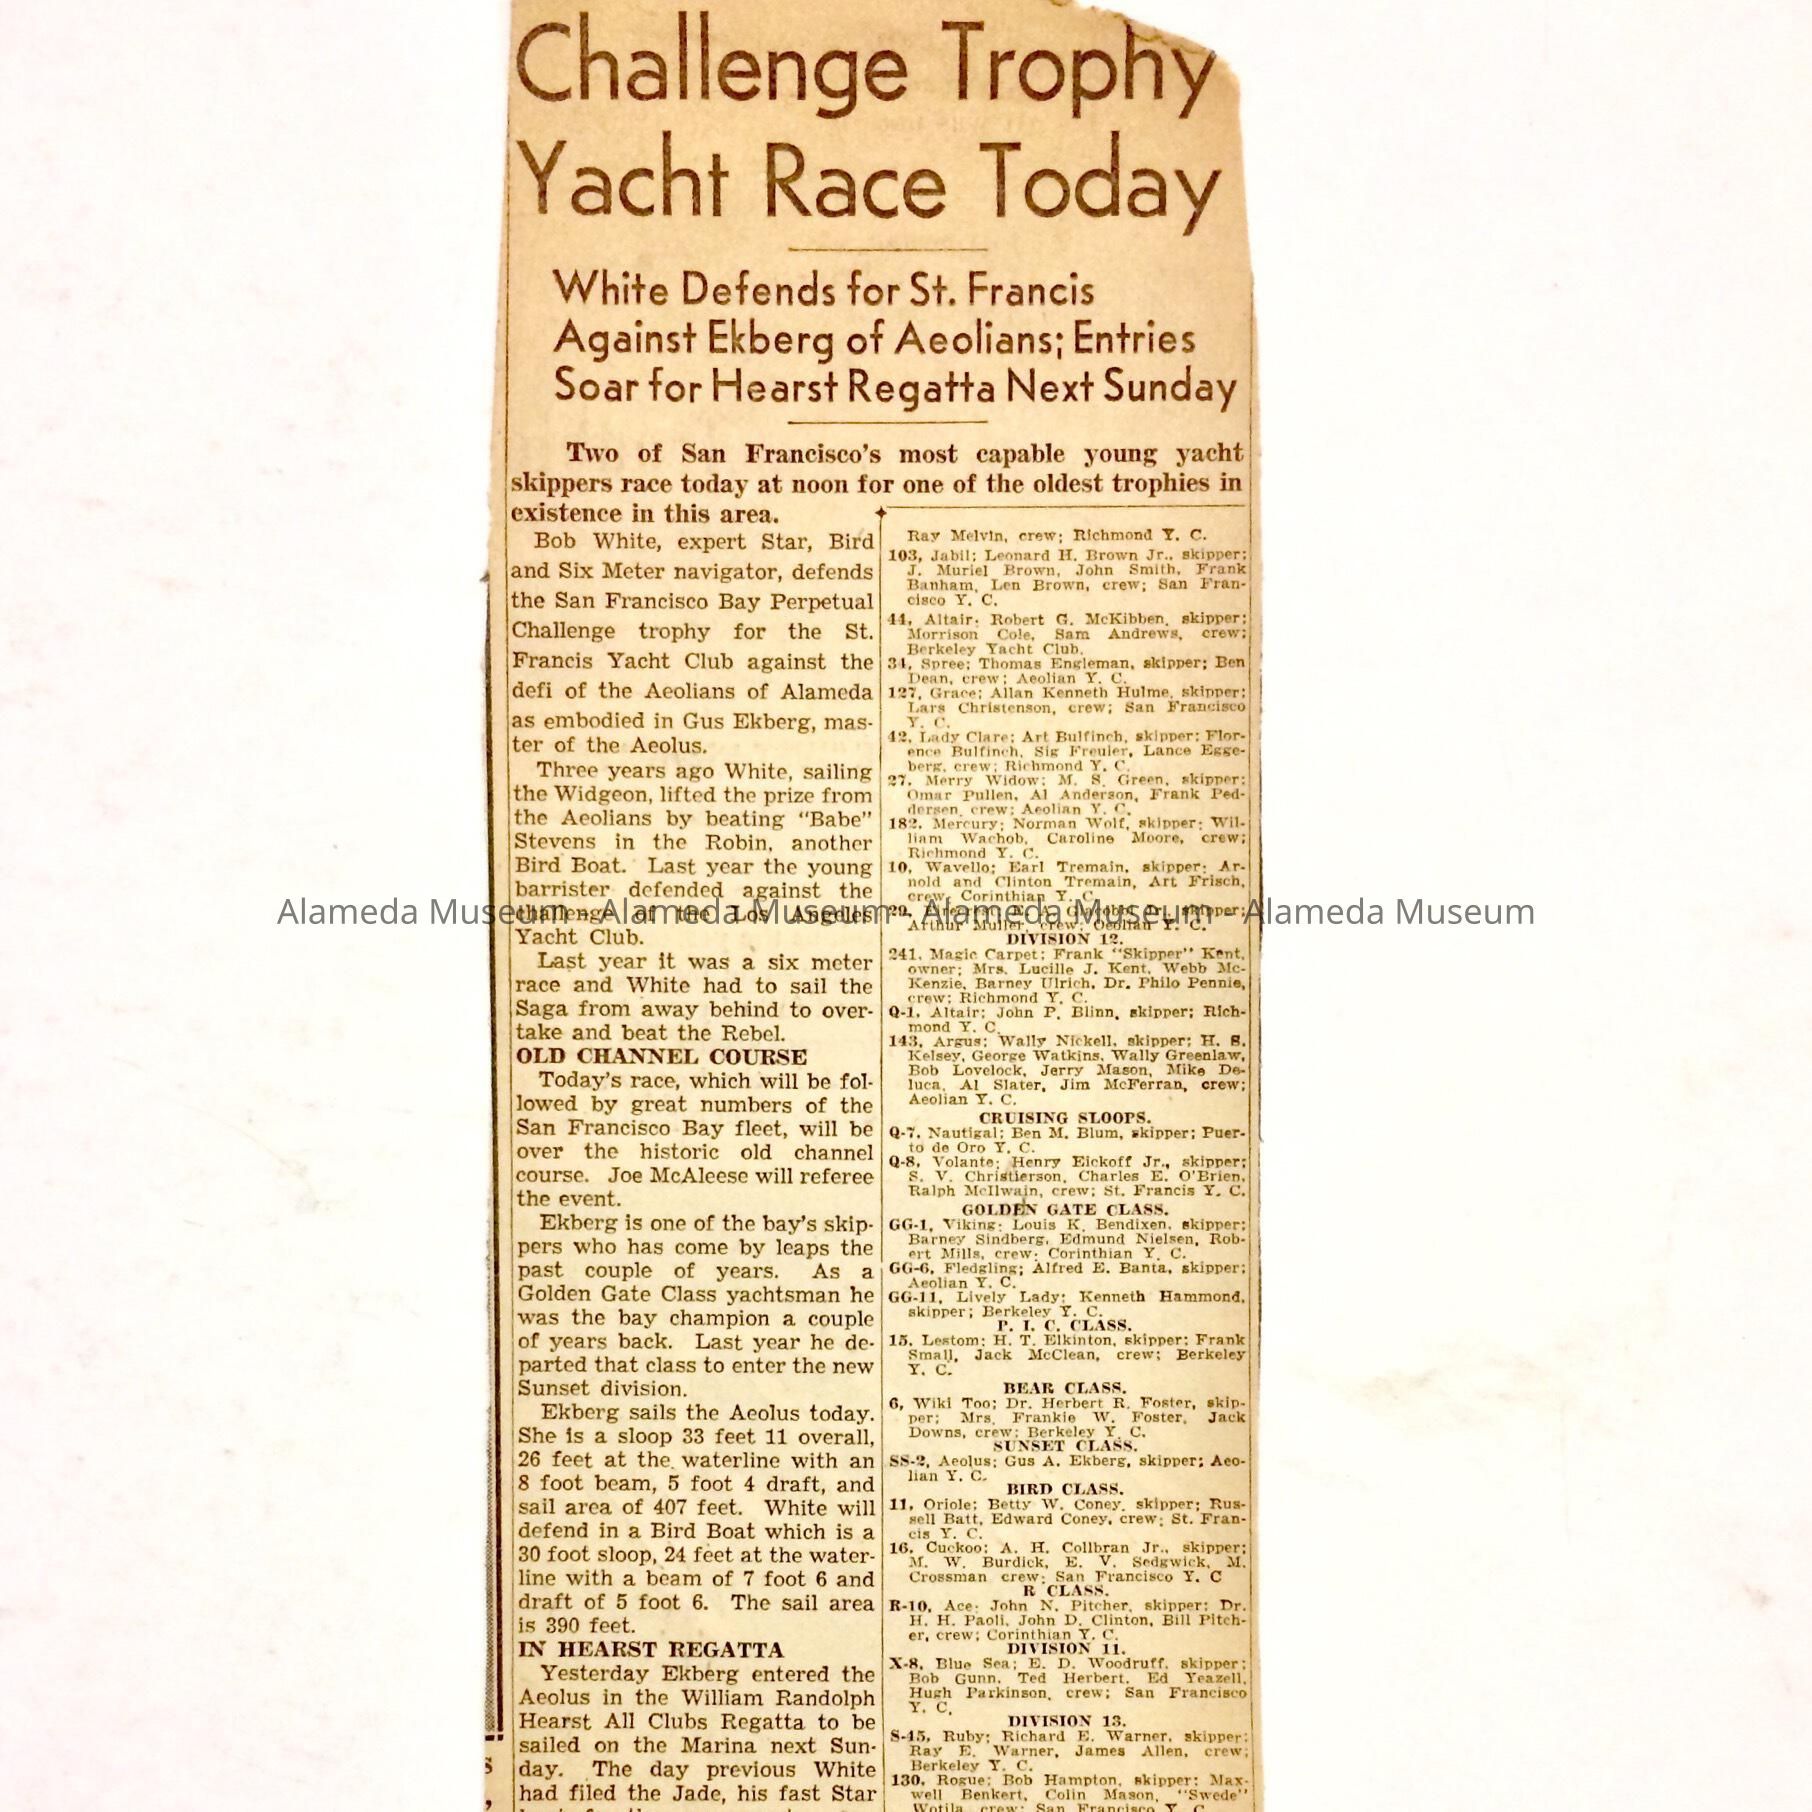 Challenge Trophy
Yacht Race Today
White Defends for St. Francis
Against Ekberg of Aeolians; Entries
Soar for Hearst Regatta Next Sunday
Two of San Francisco's most capable young yacht
skippers race today at noon for one of the oldest trophies in
existence in this area.
Bob White, expert Star, Bird
and Six Meter navigator, defends
the San Francisco Bay Perpetual
Challenge trophy for the St.
Francis Yacht Club against the
defi of the Aeolians of Alameda
as embodied in Gus Ekberg, mas-
ter of the Aeolus.
Three years ago White, sailing
the Widgeon, lifted the prize from
the Aeolians by beating "Babe"
Stevens in the Robin, another
Bird Boat. Last year the young
barrister defended against the
challenge of the Los Angeles
Yacht Club.
Last year it was a six meter
race and White had to sail the
Saga from away behind to over-
take and beat the Rebel.
OLD CHANNEL COURSE
Today's race, which will be fol-
lowed by great numbers of the
San Francisco Bay fleet, will be
over the historic old channel
course. Joe McAleese will referee
the event.
Ekberg is one of the bay's skip-
pers who has come by leaps the
past couple of years. As a
Golden Gate Class yachtsman he
was the bay champion a couple
of years back. Last year he de-
parted that class to enter the new
Sunset division.
Ekberg sails the Aeolus today.
She is a sloop 33 feet 11 overall,
26 feet at the waterline with an
8 foot beam, 5 foot 4 draft, and
sail area of 407 feet. White will
defend in a Bird Boat which is a
30 foot sloop, 24 feet at the water-
line with a beam of 7 foot 6 and
draft of 5 foot 6. The sail area
is 390 feet.
IN HEARST REGATTA
Yesterday Ekberg entered the
Aeolus in the William Randolph
Hearst All Clubs Regatta to be
sailed on the Marina next Sun-
day. The day previous White
had filed the Jade, his fast Star
Ray Melvin, crew; Richmond Y. C.
103, Jabil; Leonard H. Brown Jr., skipper;
J. Muriel Brown, John Smith, Frank
Banham, Len Brown, crew; San Fran-
cisco Y. C.
44, Altair; Robert G. McKibben, skipper;
Morrison Cole, Sam Andrews, crew;
Berkeley Yacht Club.
34, Spree; Thomas Engleman, skipper; Ben
Dean, crew; Aeolian Y. C.
127, Grace; Allan Kenneth Hulme, skipper;
Lars Christenson, crew; San Francisco
Y. C.
42, Lady Clare; Art Bulfinch, skipper; Flor-
ence Bulfinch, Sig Freuler, Lance Egge-
berg, crew; Richmond Y. C.
27, Merry Widow; M. S. Green, skipper;
Omar Pullen, Al Anderson, Frank Ped-
dersen, crew; Aeolian Y. C.
182, Mercury; Norman Wolf, skipper; Wil-
liam Wachob, Caroline Moore, crew;
Richmond Y. C.
10, Wavello; Earl Tremain, skipper; Ar-
nold and Clinton Tremain, Art Frisch,
crew, Corinthian Y. C.
29, Jr., skipper;
Arthur Muller, crew; Oeolian Y. C.
DIVISION 12.
241, Magic Carpet; Frank "Skipper" Kent,
owner; Mrs. Lucille J. Kent, Webb Mc-
Kenzie, Barney Ulrich, Dr. Philo Pennie,
crew; Richmond Y. C.
Q-1, Altair; John P. Blinn, skipper; Rich-
mond Y. C.
143, Argus; Wally Nickell, skipper; H. S.
Kelsey, George Watkins, Wally Greenlaw,
Bob Lovelock, Jerry Mason, Mike De-
luca, Al Slater, Jim McFerran, crew;
Aeolian Y. C.
CRUISING SLOOPS.
Q-7, Nautigal; Ben M. Blum, skipper; Puer-
to de Oro Y. C.
Q-8, Volante; Henry Eickoff Jr., skipper;
S. V. Christierson, Charles E. O'Brien,
Ralph McIlwain, crew; St. Francis Y. C.
GOLDEN GATE CLASS.
GG-1, Viking; Louis K. Bendixen, skipper;
Barney Sindberg, Edmund Nielsen, Rob-
ert Mills, crew; Corinthian Y. C.
GG-6, Fledgling; Alfred E. Banta, skipper;
Aeolian Y. C.
GG-11, Lively Lady; Kenneth Hammond,
skipper; Berkeley Y. C.
P. I. C. CLASS.
15, Lestom; H. T. Elkinton, skipper; Frank
Small, Jack McClean, crew; Berkeley
Y. C.
BEAR CLASS.
6, Wiki Too; Dr. Herbert R. Foster, skip-
per; Mrs. Frankie W. Foster, Jack
Downs, crew; Berkeley Y. C.
SUNSET CLASS.
SS-2, Aeolus; Gus A. Ekberg, skipper; Aeo-
lian Y. C.
BIRD CLASS.
11, Oriole; Betty W. Coney, skipper; Rus-
sell Batt, Edward Coney, crew; St. Fran-
cis Y. C.
16, Cuckoo; A. H. Collbran Jr., skipper;
M. W. Burdick, E. V. Sedgwick, M.
Crossman crew; San Francisco Y. C
R CLASS.
R-10, Ace; John N. Pitcher, skipper; Dr.
H. H. Paoli, John D. Clinton, Bill Pitch-
er, crew; Corinthian Y. C.
DIVISION 11.
X-8, Blue Sea; E. D. Woodruff, skipper;
Bob Gunn, Ted Herbert, Ed Yeazell,
Hugh Parkinson, crew; San Francisco
Y. C.
DIVISION 13.
S-45, Ruby; Richard E. Warner, skipper;
Ray E. Warner, James Allen, crew;
Berkeley Y. C.
130, Rogue; Bob Hampton, skipper; Max-
well Benkert, Colin Mason, "Swede"
Wotila, crew; San Francisco Y. C.
Alameda Museum - Alameda Museum - Alameda Museum - Alameda Museum